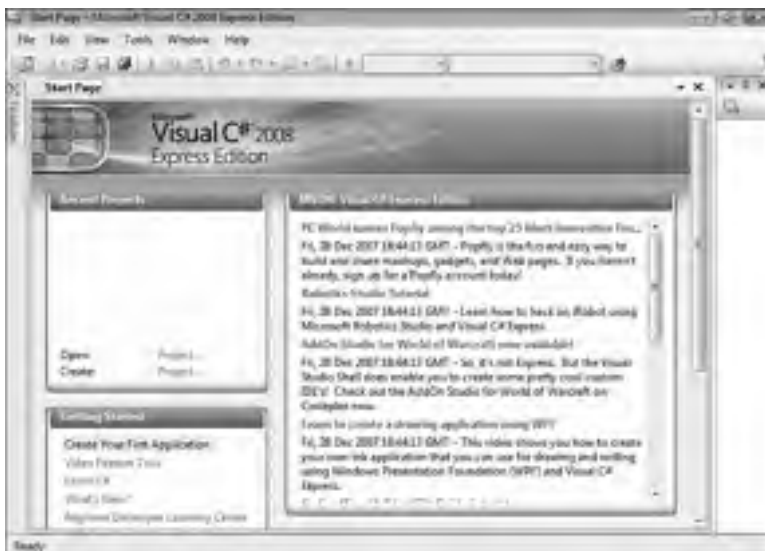 Start Page - Microsoft Visual C# 2008 Express Edition
File Edit View Tools Window Help
Start Page
Microsoft
Visual C# 2008
Express Edition
Recent Projects
Open: Project...
Create: Project...
Getting Started
Create Your First Application
Video Feature Tour
Learn C#
What's New?
Beginner Developer Learning Center
MSDN: Visual C# Express Edition
PC World names Popfly among the top 25 Most Innovative
Fri, 28 Dec 2007 18:44:13 GMT - Popfly is the fun and easy way to
build and share mashups, gadgets, and Web pages. If you haven't
already, sign up for a Popfly account today!
Robotics Studio Tutorial
Fri, 28 Dec 2007 18:44:13 GMT - Learn how to hack an iRobot using
Microsoft Robotics Studio and Visual C# Express.
AddOn Studio for World of Warcraft now available!
Fri, 28 Dec 2007 18:44:13 GMT - So, it's not Express. But the Visual
Studio Shell does enable you to create some pretty cool custom
IDE's! Check out the AddOn Studio for World of Warcraft on
Codeplex now.
Learn to create a drawing application using WPF
Fri, 28 Dec 2007 18:44:13 GMT - This video shows you how to create
your own ink application that you can use for drawing and writing
using Windows Presentation Foundation (WPF) and Visual C#
Express.
Ready